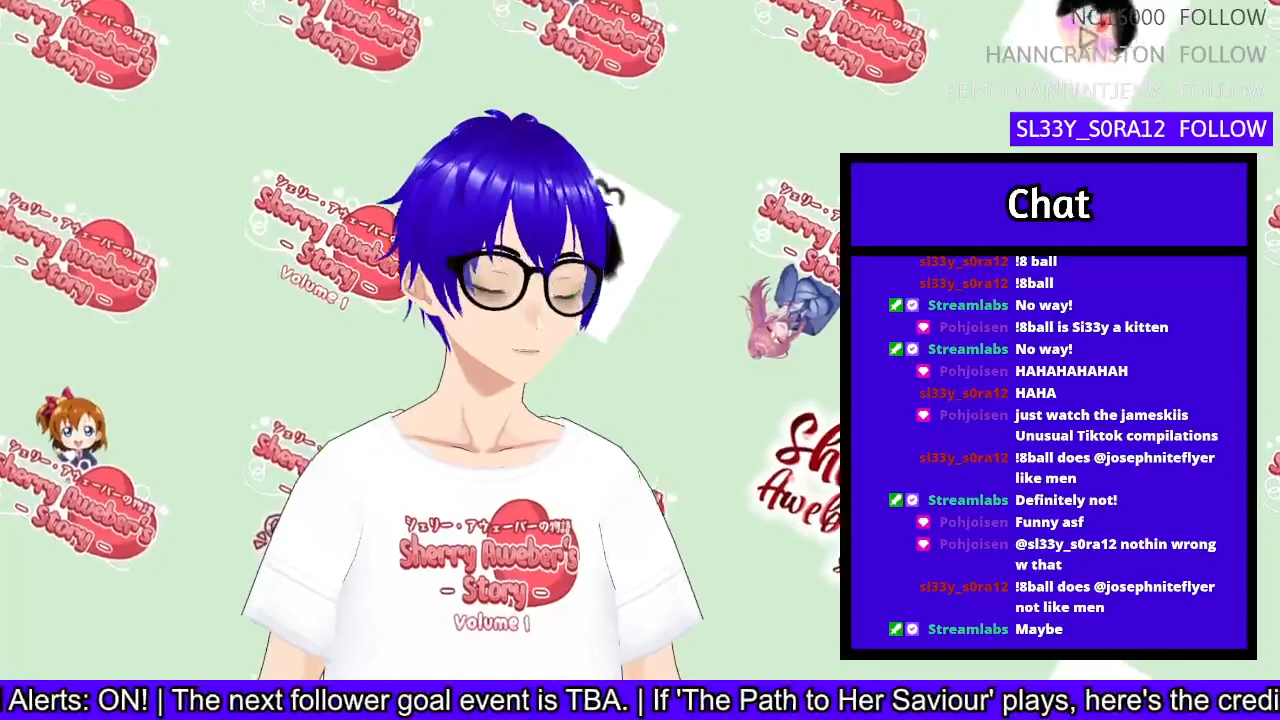 NO16000 FOLLOW
HANNCRANSTON FOLLOW
SL33Y_S0RA12 FOLLOW
Chat
sl33y_s0ra12 !8 ball
sl33y_s0ra12 !8ball
Streamlabs No way!
Pohjoisen !8ball is Si33y a kitten
Streamlabs No way!
Pohjoisen HAHAHAHAHAH
sl33y_s0ra12 HAHA
Pohjoisen just watch the jameskiis
Unusual Tiktok compilations
sl33y_s0ra12 !8ball does @josephniteflyer
like men
Streamlabs Definitely not!
Pohjoisen Funny asf
Pohjoisen @sl33y_s0ra12 nothin wrong
w that
sl33y_s0ra12 !8ball does @josephniteflyer
not like men
Streamlabs Maybe
シェリー・アウェーバーの物語
Sherry Aweber's
- Story -
Volume 1
Alerts: ON! | The next follower goal event is TBA. | If 'The Path to Her Saviour' plays, here's the credi